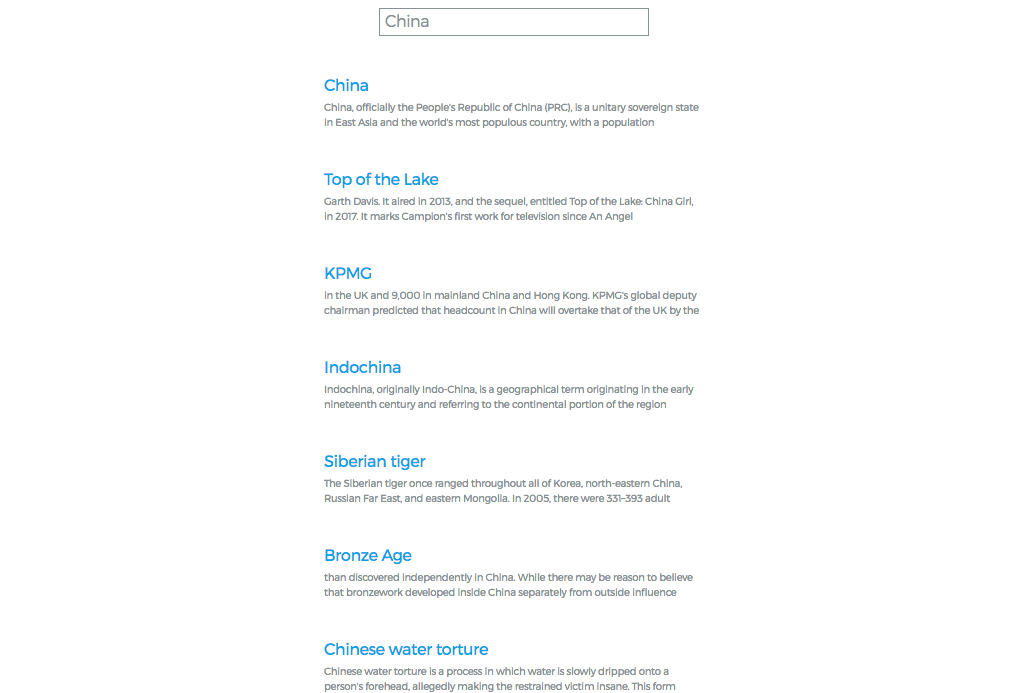 China
China
China, officially the People's Republic of China (PRC), is a unitary sovereign state
in East Asia and the world's most populous country, with a population
Top of the Lake
Garth Davis. It aired in 2013, and the sequel, entitled Top of the Lake: China Girl,
in 2017. It marks Campion's first work for television since An Angel
KPMG
in the UK and 9,000 in mainland China and Hong Kong. KPMG's global deputy
chairman predicted that headcount in China will overtake that of the UK by the
Indochina
Indochina, originally Indo-China, is a geographical term originating in the early
nineteenth century and referring to the continental portion of the region
Siberian tiger
The Siberian tiger once ranged throughout all of Korea, north-eastern China,
Russian Far East, and eastern Mongolia. In 2005, there were 331–393 adult
Bronze Age
than discovered independently in China. While there may be reason to believe
that bronzework developed inside China separately from outside influence
Chinese water torture
Chinese water torture is a process in which water is slowly dripped onto a
person's forehead, allegedly making the restrained victim insane. This form